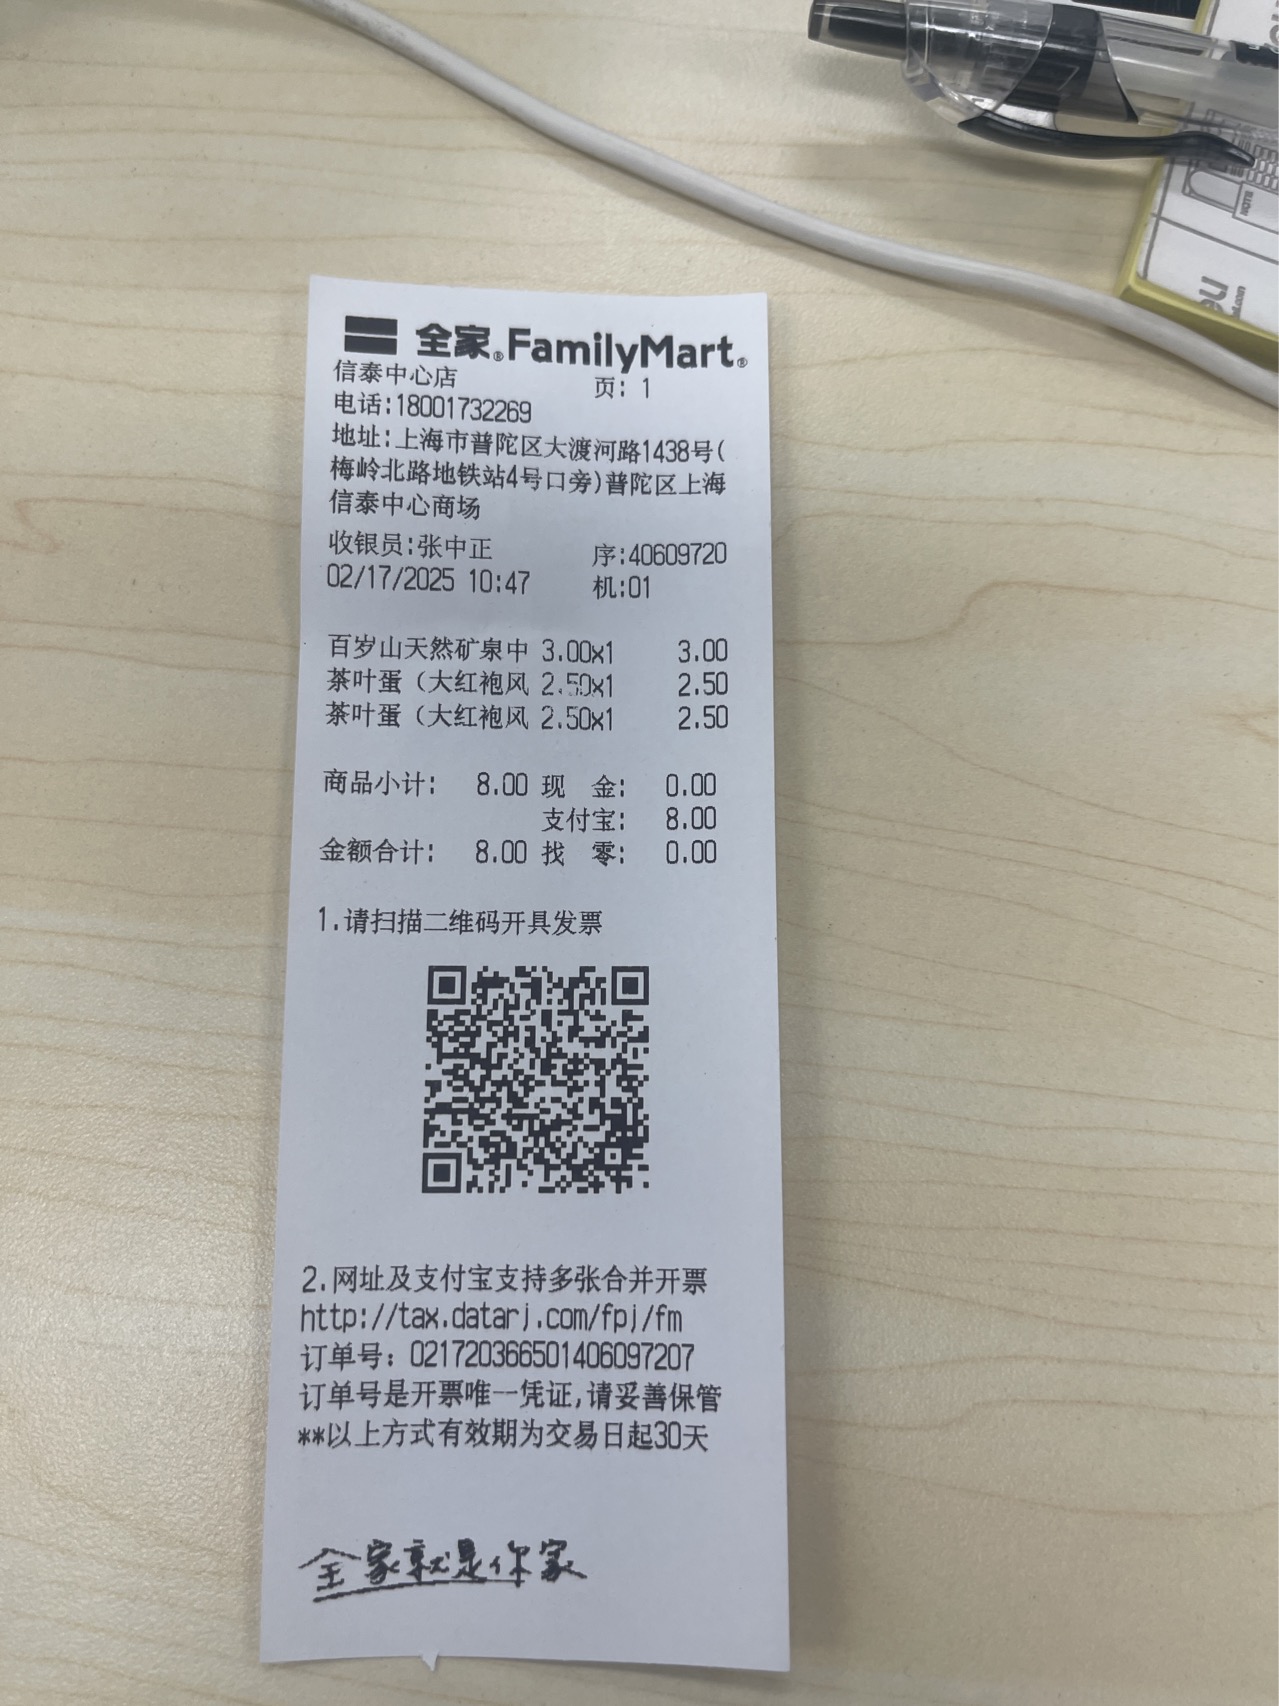 全家®FamilyMart®
信泰中心店 页: 1
电话:18001732269
地址:上海市普陀区大渡河路1438号(
梅岭北路地铁站4号口旁)普陀区上海
信泰中心商场
收银员:张中正 序:40609720
02/17/2025 10:47 机:01
百岁山天然矿泉中 3.00x1 3.00
茶叶蛋（大红袍风 2.50x1 2.50
茶叶蛋（大红袍风 2.50x1 2.50
商品小计: 8.00 现 金: 0.00
支付宝: 8.00
金额合计: 8.00 找 零: 0.00
1.请扫描二维码开具发票
2.网址及支付宝支持多张合并开票
http://tax.datarj.com/fpj/fm
订单号: 021720366501406097207
订单号是开票唯一凭证,请妥善保管
**以上方式有效期为交易日起30天
全家就是你家
NOTE